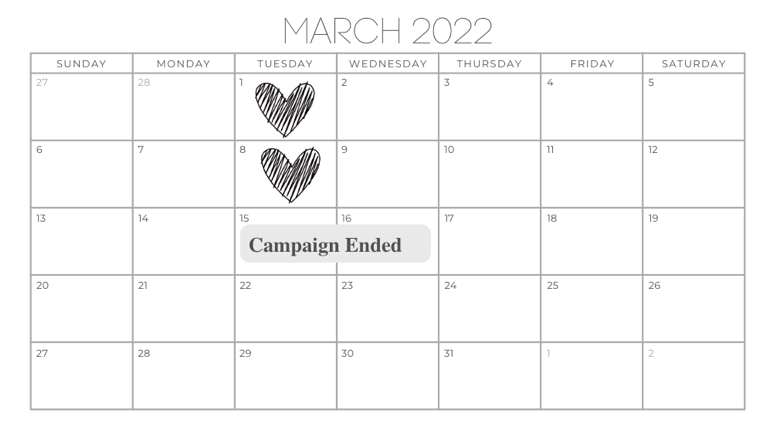 MARCH 2022
SUNDAY MONDAY TUESDAY WEDNESDAY THURSDAY FRIDAY SATURDAY
27 28 1 2 3 4 5
6 7 8 9 10 11 12
13 14 15 16 17 18 19
Campaign Ended
20 21 22 23 24 25 26
27 28 29 30 31 1 2